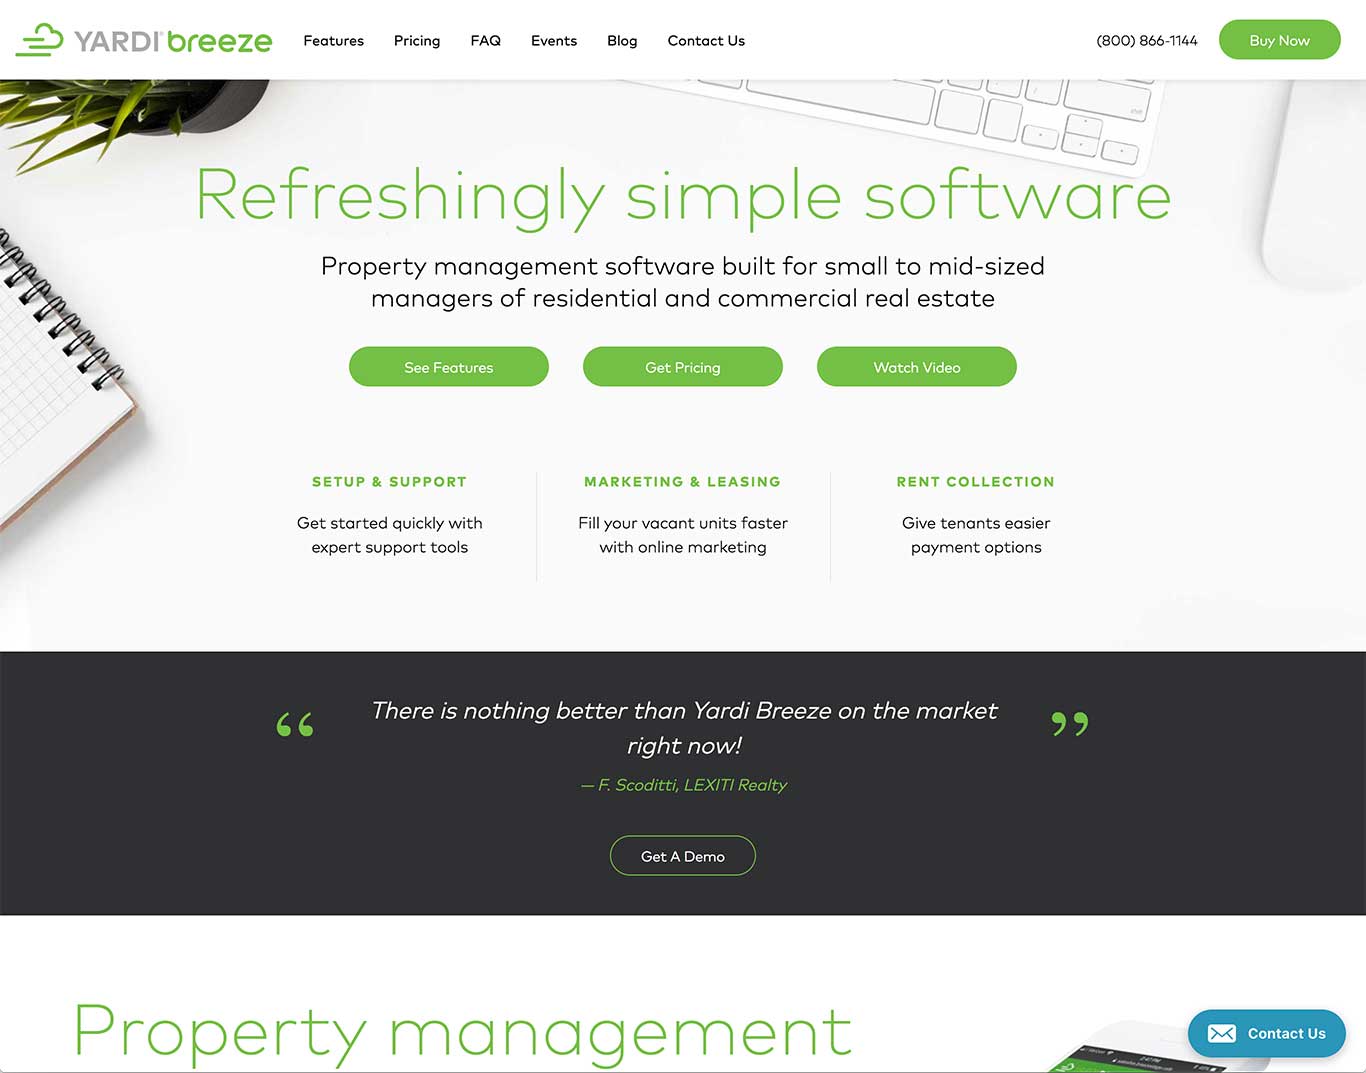 YARDI breeze
Features Pricing FAQ Events Blog Contact Us
(800) 866-1144
Buy Now
Refreshingly simple software
Property management software built for small to mid-sized
managers of residential and commercial real estate
See Features
Get Pricing
Watch Video
SETUP & SUPPORT
Get started quickly with
expert support tools
MARKETING & LEASING
Fill your vacant units faster
with online marketing
RENT COLLECTION
Give tenants easier
payment options
“ There is nothing better than Yardi Breeze on the market ”
right now!
— F. Scoditti, LEXITI Realty
Get A Demo
Property management
Contact Us